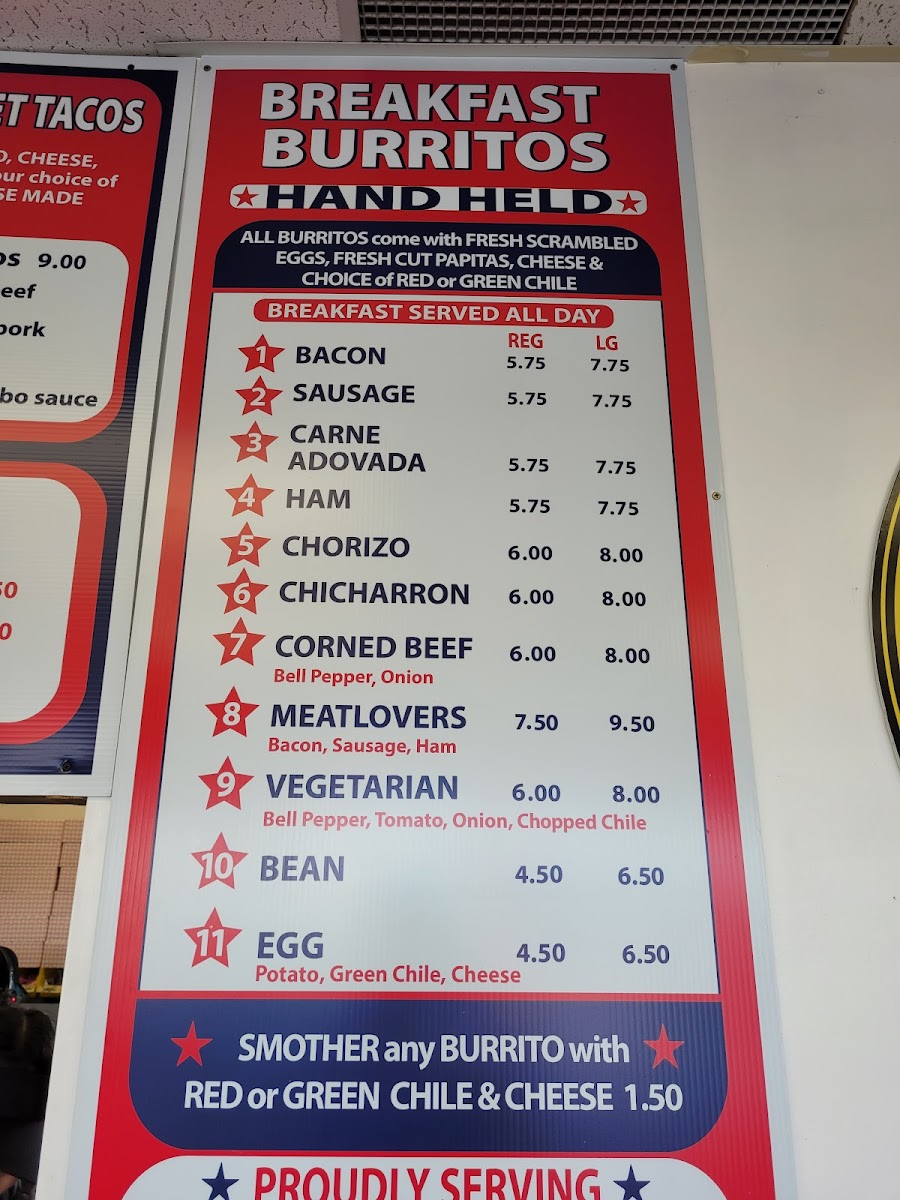 ET TACOS
CHEESE,
our choice of
SE MADE
9.00
eef
pork
bo sauce
BREAKFAST
BURRITOS
HAND HELD
ALL BURRITOS come with FRESH SCRAMBLED
EGGS, FRESH CUT PAPITAS, CHEESE &
CHOICE of RED or GREEN CHILE
BREAKFAST SERVED ALL DAY
REG LG
1 BACON 5.75 7.75
2 SAUSAGE 5.75 7.75
3 CARNE
ADOVADA 5.75 7.75
4 HAM 5.75 7.75
5 CHORIZO 6.00 8.00
6 CHICHARRON 6.00 8.00
7 CORNED BEEF 6.00 8.00
Bell Pepper, Onion
8 MEATLOVERS 7.50 9.50
Bacon, Sausage, Ham
9 VEGETARIAN 6.00 8.00
Bell Pepper, Tomato, Onion, Chopped Chile
10 BEAN 4.50 6.50
11 EGG 4.50 6.50
Potato, Green Chile, Cheese
SMOTHER any BURRITO with
RED or GREEN CHILE & CHEESE 1.50
PROUDLY SERVING